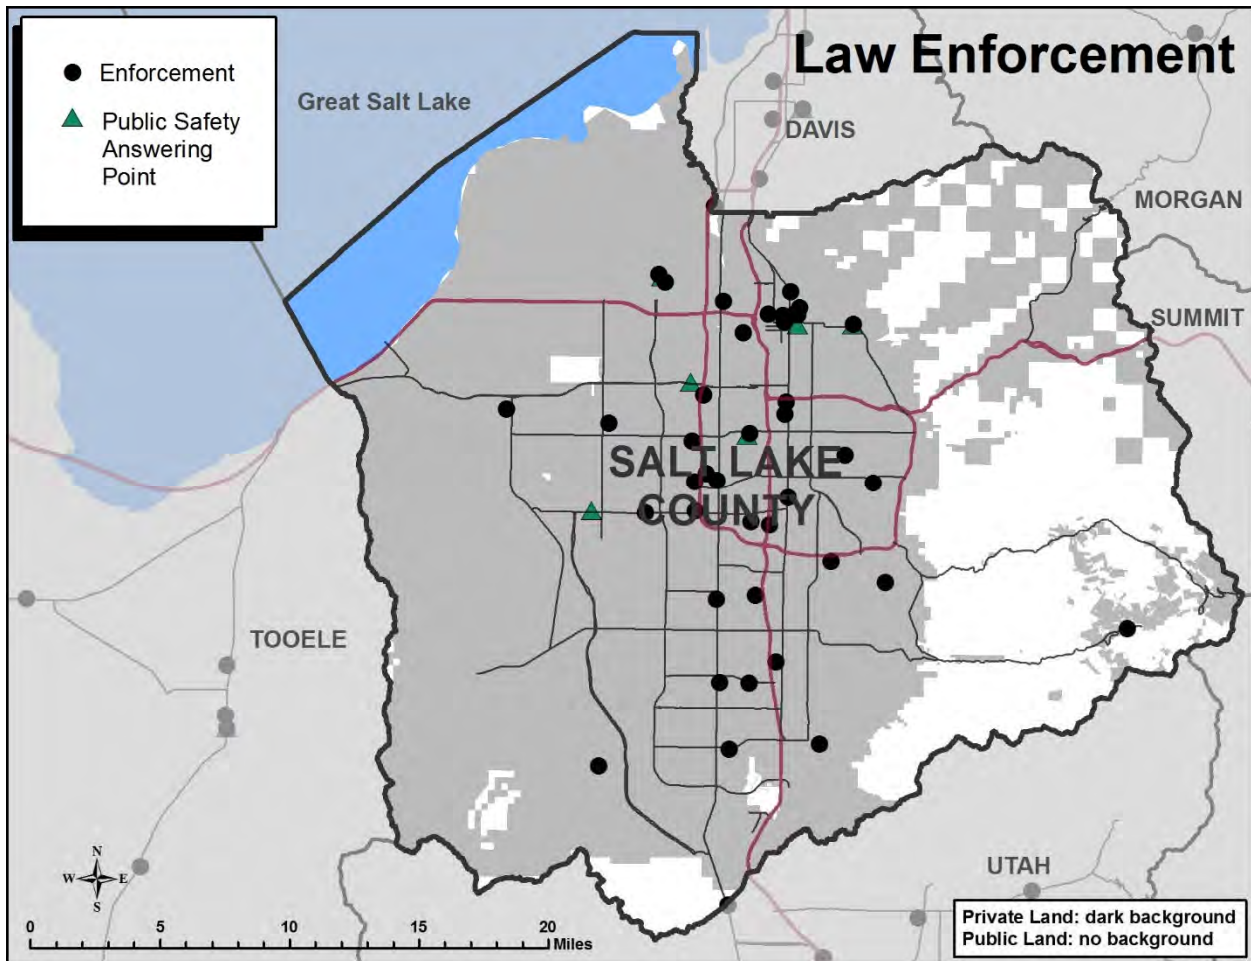 Law Enforcement
Enforcement
Public Safety
Answering
Point
Great Salt Lake
DAVIS
MORGAN
SUMMIT
SALT LAKE
COUNTY
TOOELE
UTAH
N
W E
S
0 5 10 15 20
Miles
Private Land: dark background
Public Land: no background